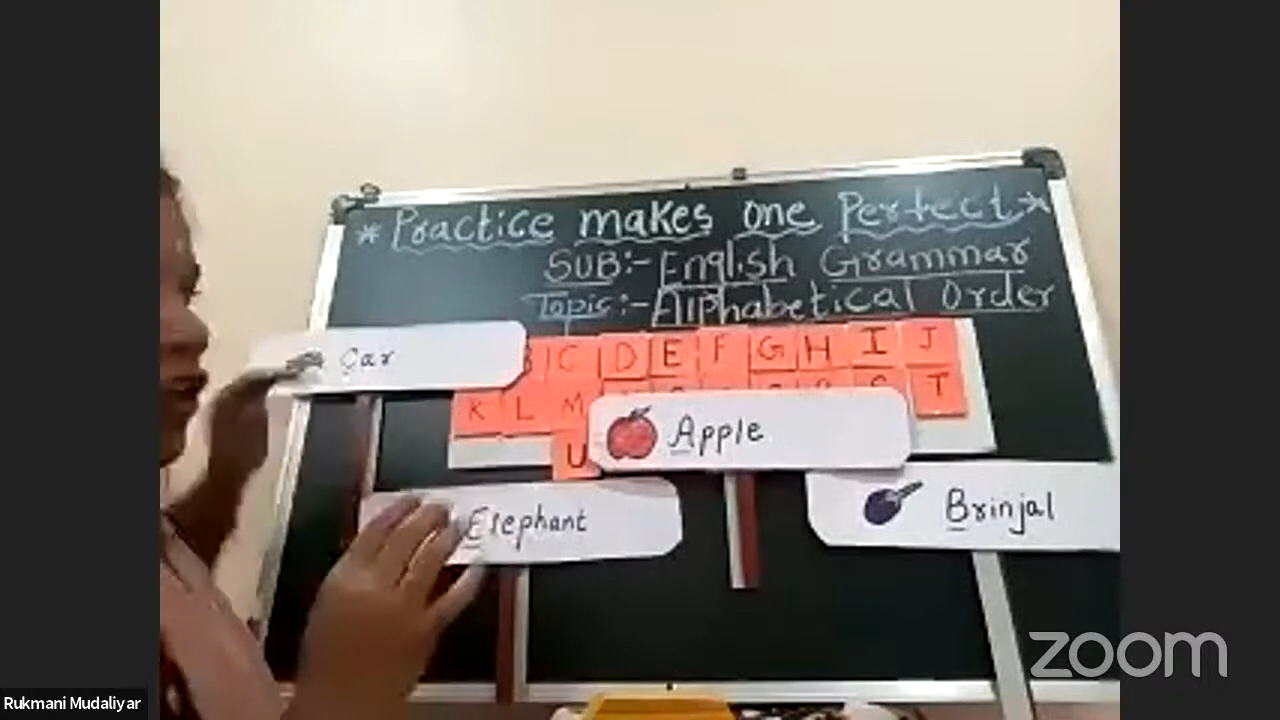 * Practice makes one Perfect *
SUB:- English Grammar
Topic:- Alphabetical Order
Car
B C D E F G H I J
K L M T
Apple
U
Elephant
Brinjal
zoom
Rukmani Mudaliyar